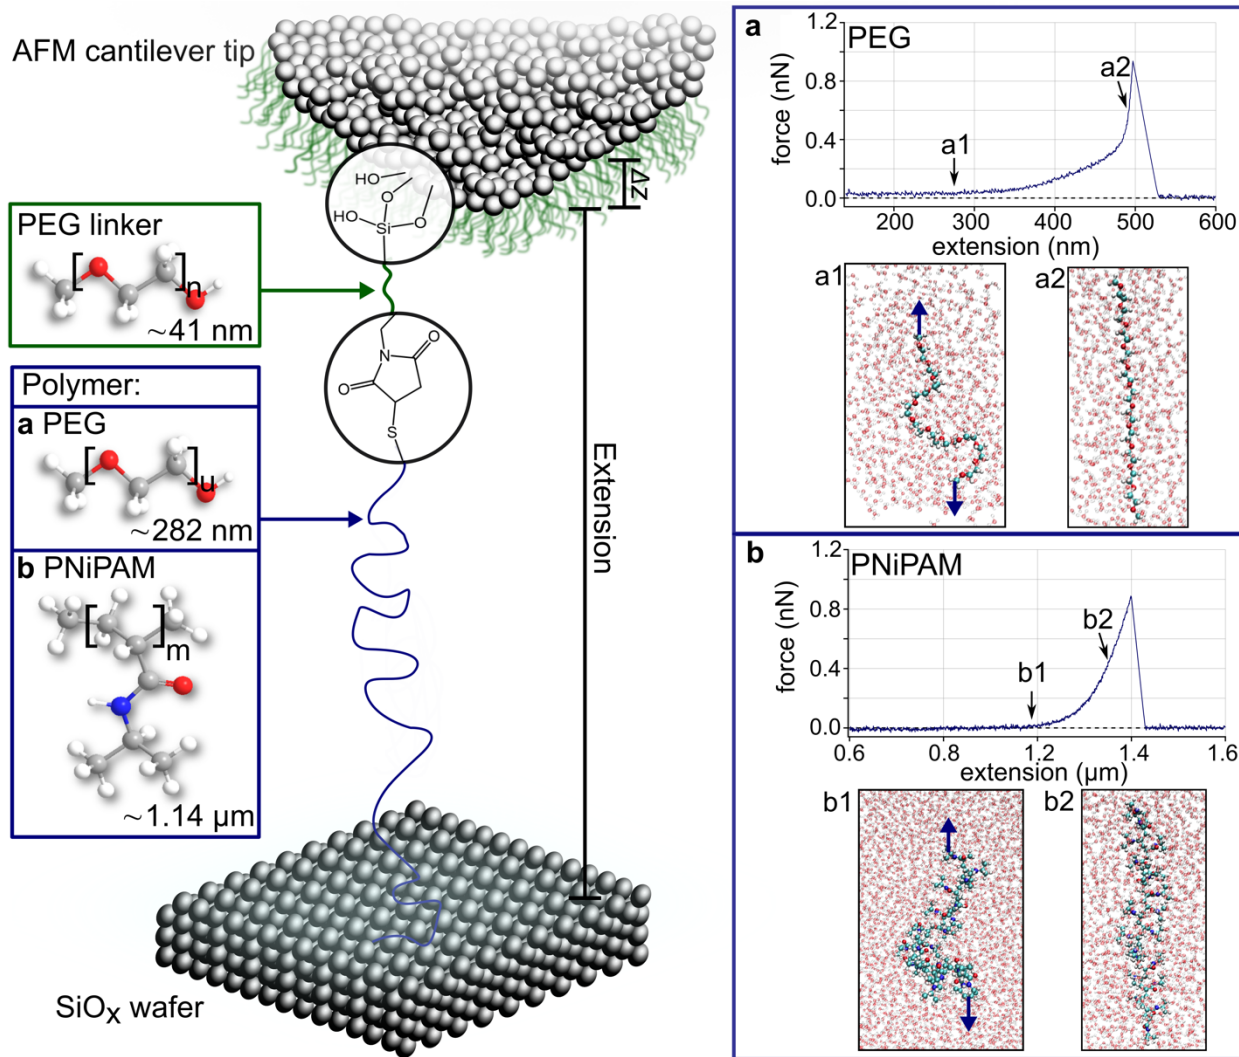 AFM cantilever tip
Δz
HO
O
HO
Si
O
PEG linker
[ ]n
~41 nm
Polymer:
a PEG
[ ]u
~282 nm
b PNiPAM
[ ]m
~1.14 µm
N
O
O
S
Extension
SiOx wafer
a
PEG
force (nN)
1.2
0.8
0.4
0.0
a1
a2
200
300
400
500
600
extension (nm)
a1
a2
b
PNiPAM
force (nN)
1.2
0.8
0.4
0.0
b1
b2
0.6
0.8
1.2
1.4
1.6
extension (µm)
b1
b2